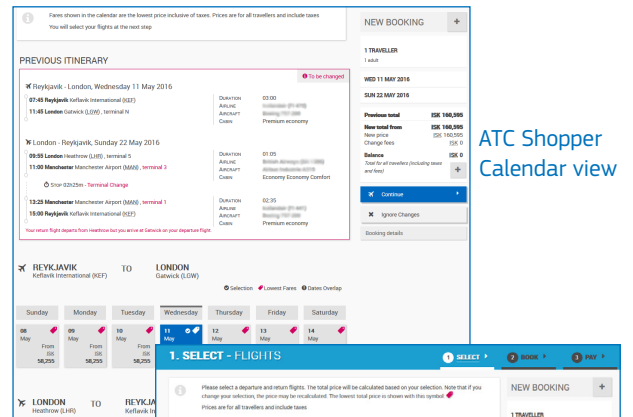 Fares shown in the calendar are the lowest price inclusive of taxes. Prices are for all travellers and include taxes
You will select your flights at the next step
PREVIOUS ITINERARY
To be changed
Reykjavik - London, Wednesday 11 May 2016
07:45 Reykjavik Keflavik International (KEF)
11:45 London Gatwick (LGW), terminal N
DURATION 03:00
AIRLINE
AIRCRAFT
CABIN Premium economy
London - Reykjavik, Sunday 22 May 2016
09:55 London Heathrow (LHR), terminal 5
11:00 Manchester Manchester Airport (MAN), terminal 3
DURATION 01:05
AIRLINE
AIRCRAFT
CABIN Economy Economy Comfort
Stop 02h25m - Terminal Change
13:25 Manchester Manchester Airport (MAN), terminal 1
15:00 Reykjavik Keflavik International (KEF)
DURATION 02:35
AIRLINE
AIRCRAFT
CABIN Premium economy
Your return flight departs from Heathrow but you arrive at Gatwick on your departure flight
NEW BOOKING +
1 TRAVELLER
1 adult
WED 11 MAY 2016
SUN 22 MAY 2016
Previous total ISK 160,595
New total from ISK 160,595
New price ISK 160,595
Change fees ISK 0
Balance ISK 0
Total for all travellers (including taxes and fees) +
Continue
Ignore Changes
Booking details
ATC Shopper
Calendar view
REYKJAVIK TO LONDON
Keflavik International (KEF) Gatwick (LGW)
Selection Lowest Fares Dates Overlap
Sunday Monday Tuesday Wednesday Thursday Friday Saturday
08 09 10 11 12 13 14
May May May May May May May
From From From
ISK ISK ISK
58,255 58,255 58,255
LONDON TO REYKJA
Heathrow (LHR) Keflavik In
1. SELECT - FLIGHTS
1 SELECT 2 BOOK 3 PAY
Please select a departure and return flights. The total price will be calculated based on your selection. Note that if you
change your selection, the price may be recalculated. The lowest total price is shown with this symbol
Prices are for all travellers and include taxes
NEW BOOKING +
1 TRAVELLER